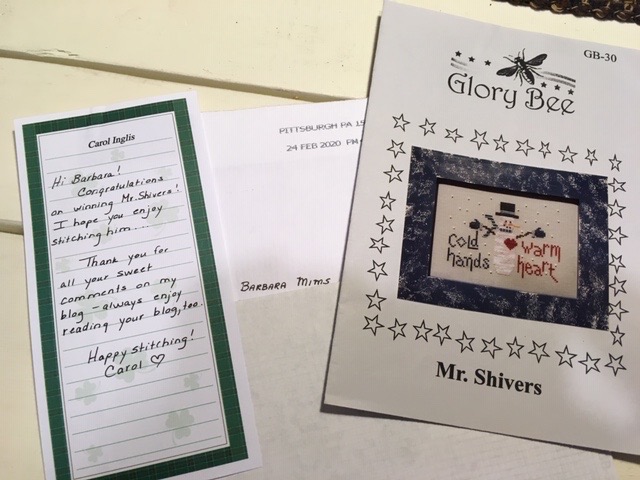 Carol Inglis
Hi Barbara!
Congratulations
on winning Mr. Shivers!
I hope you enjoy
stitching him...
Thank you for
all your sweet
comments on my
blog - always enjoy
reading your blog, too.
Happy stitching!
Carol ♡
PITTSBURGH PA
24 FEB 2020 PM
BARBARA MIMS
GB-30
Glory Bee
cold
hands
warm
heart
Mr. Shivers